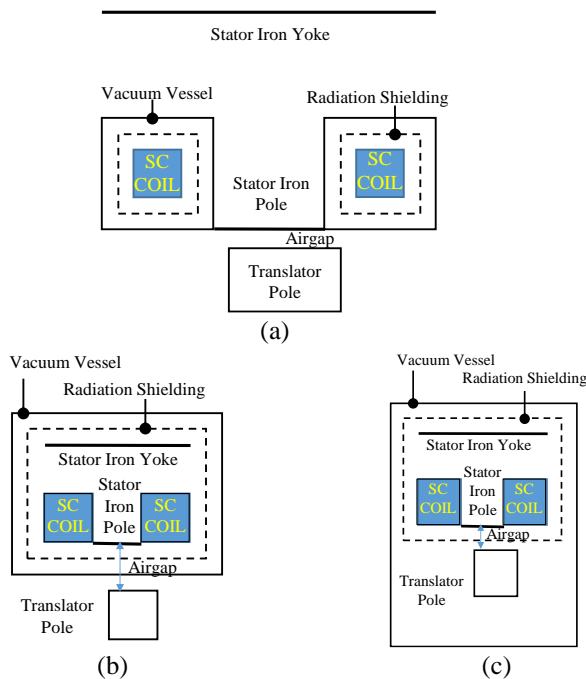 Stator Iron Yoke
Vacuum Vessel
Radiation Shielding
SC
COIL
SC
COIL
Stator Iron
Pole
Airgap
Translator
Pole
(a)
Vacuum Vessel
Radiation Shielding
Stator Iron Yoke
SC
COIL
Stator
Iron
Pole
SC
COIL
Airgap
Translator
Pole
(b)
Vacuum Vessel
Radiation Shielding
Stator Iron Yoke
SC
COIL
Stator
Iron
Pole
SC
COIL
Airgap
Translator
Pole
(c)